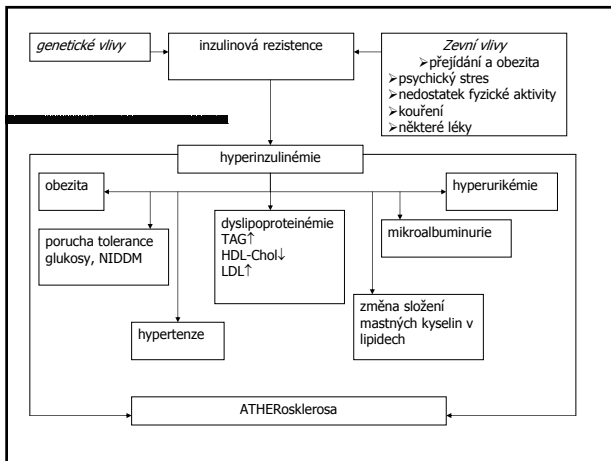 genetické vlivy
inzulinová rezistence
Zevní vlivy
➢přejídání a obezita
➢psychický stres
➢nedostatek fyzické aktivity
➢kouření
➢některé léky
hyperinzulinémie
obezita
hyperurikémie
porucha tolerance
glukosy, NIDDM
dyslipoproteinémie
TAG↑
HDL-Chol↓
LDL↑
mikroalbuminurie
hypertenze
změna složení
mastných kyselin v
lipidech
ATHERosklerosa